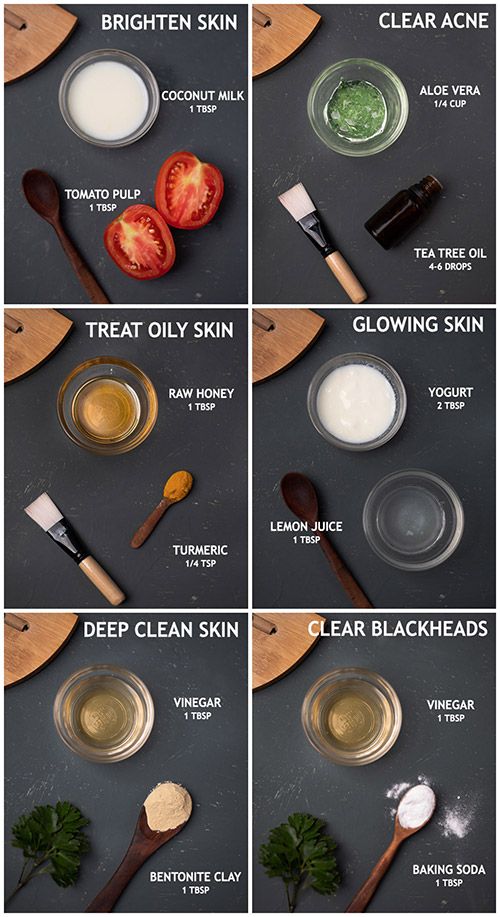 BRIGHTEN SKIN
COCONUT MILK
1 TBSP
TOMATO PULP
1 TBSP
CLEAR ACNE
ALOE VERA
1/4 CUP
TEA TREE OIL
4-6 DROPS
TREAT OILY SKIN
RAW HONEY
1 TBSP
TURMERIC
1/4 TSP
GLOWING SKIN
YOGURT
2 TBSP
LEMON JUICE
1 TBSP
DEEP CLEAN SKIN
VINEGAR
1 TBSP
BENTONITE CLAY
1 TBSP
CLEAR BLACKHEADS
VINEGAR
1 TBSP
BAKING SODA
1 TBSP